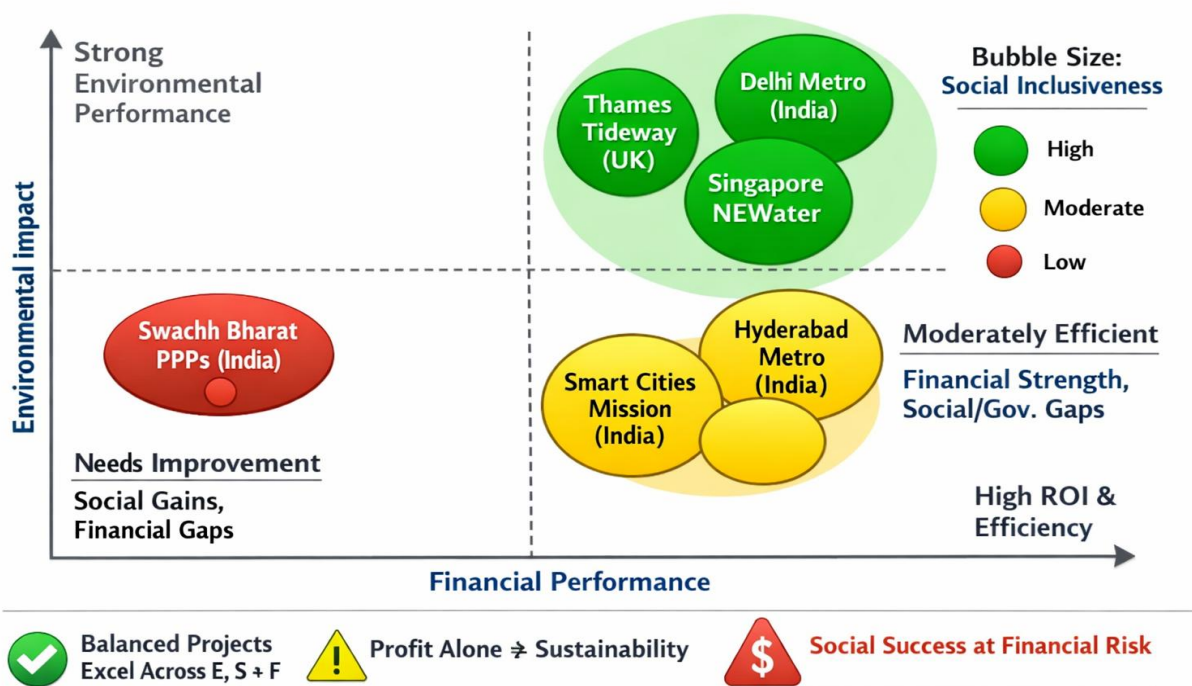 Strong
Environmental
Performance
Thames
Tideway
(UK)
Delhi Metro
(India)
Singapore
NEWater
Bubble Size:
Social Inclusiveness
High
Moderate
Low
Environmental impact
Swachh Bharat
PPPs (India)
Hyderabad
Metro
(India)
Smart Cities
Mission
(India)
Moderately Efficient
Financial Strength,
Social/Gov. Gaps
Needs Improvement
Social Gains,
Financial Gaps
High ROI &
Efficiency
Financial Performance
Balanced Projects
Excel Across E, S + F
!
Profit Alone ⇏ Sustainability
$
Social Success at Financial Risk